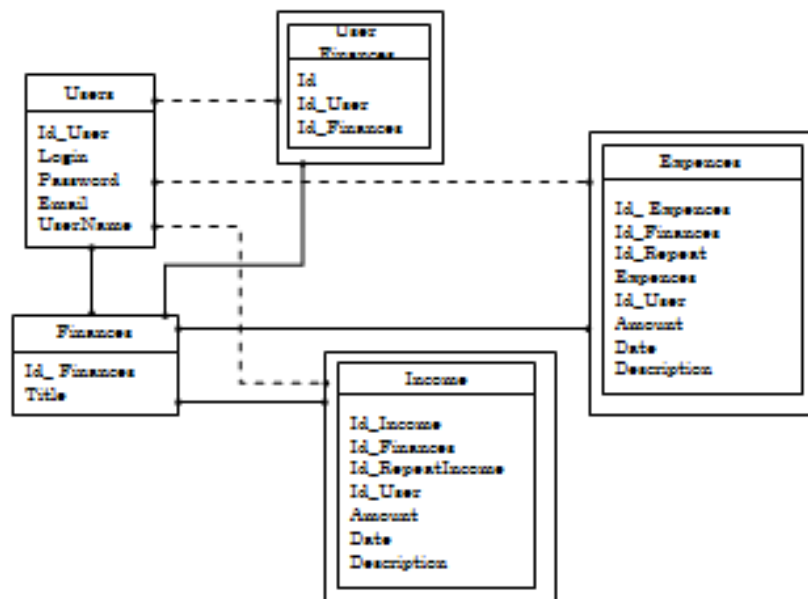 User
Finances
Id
Id_User
Id_Finances
Users
Id_User
Login
Password
Email
UserName
Expences
Id_ Expences
Id_Finances
Id_Repeat
Expences
Id_User
Amount
Date
Description
Finances
Id_ Finances
Title
Income
Id_Income
Id_Finances
Id_RepeatIncome
Id_User
Amount
Date
Description